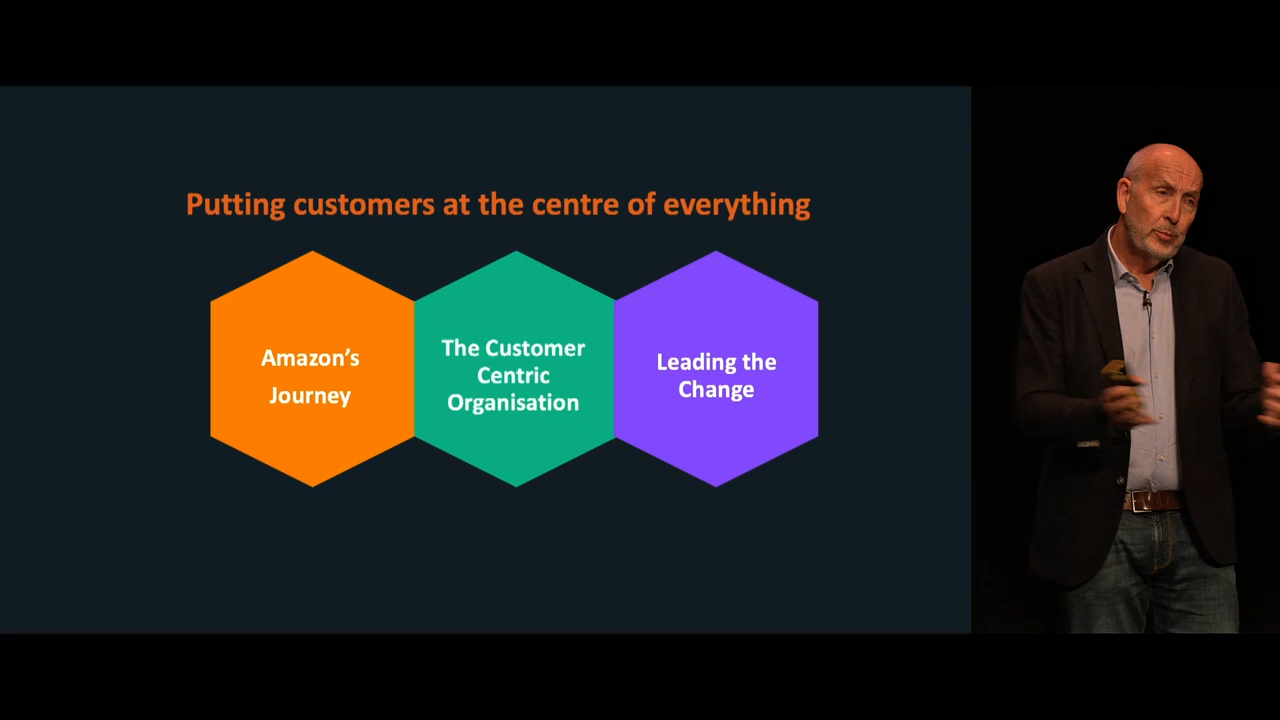 Putting customers at the centre of everything
Amazon’s
Journey
The Customer
Centric
Organisation
Leading the
Change